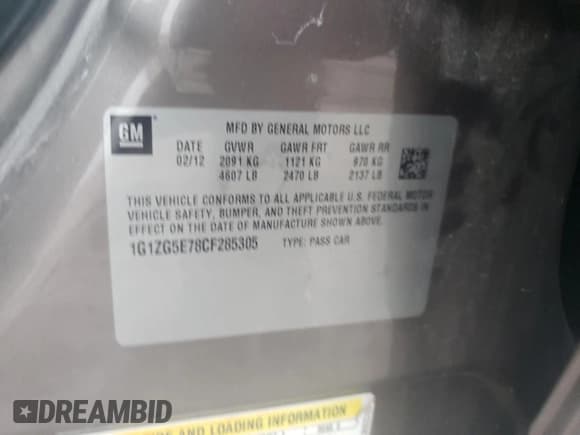 GM
MFD BY GENERAL MOTORS LLC
DATE GVWR GAWR FRT GAWR RR
02/12 2091 KG 1121 KG 970 KG
4607 LB 2470 LB 2137 LB
THIS VEHICLE CONFORMS TO ALL APPLICABLE U.S. FEDERAL MOTOR
VEHICLE SAFETY, BUMPER, AND THEFT PREVENTION STANDARDS IN
EFFECT ON THE DATE OF MANUFACTURE SHOWN ABOVE.
1G1ZG5E78CF285305 TYPE: PASS CAR
AND LOADING INFORMATION
DREAMBID